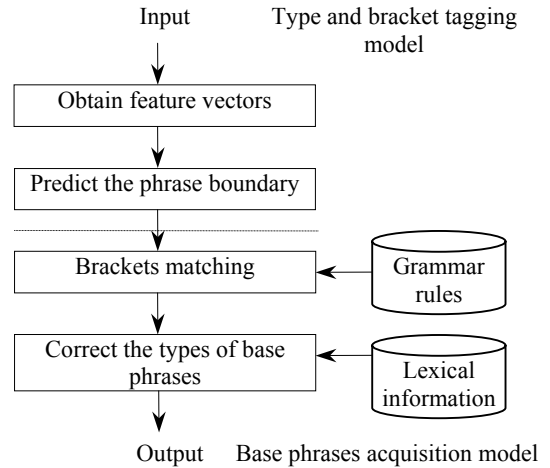 Input
Type and bracket tagging
model
Obtain feature vectors
Predict the phrase boundary
Brackets matching
Grammar
rules
Correct the types of base
phrases
Lexical
information
Output
Base phrases acquisition model